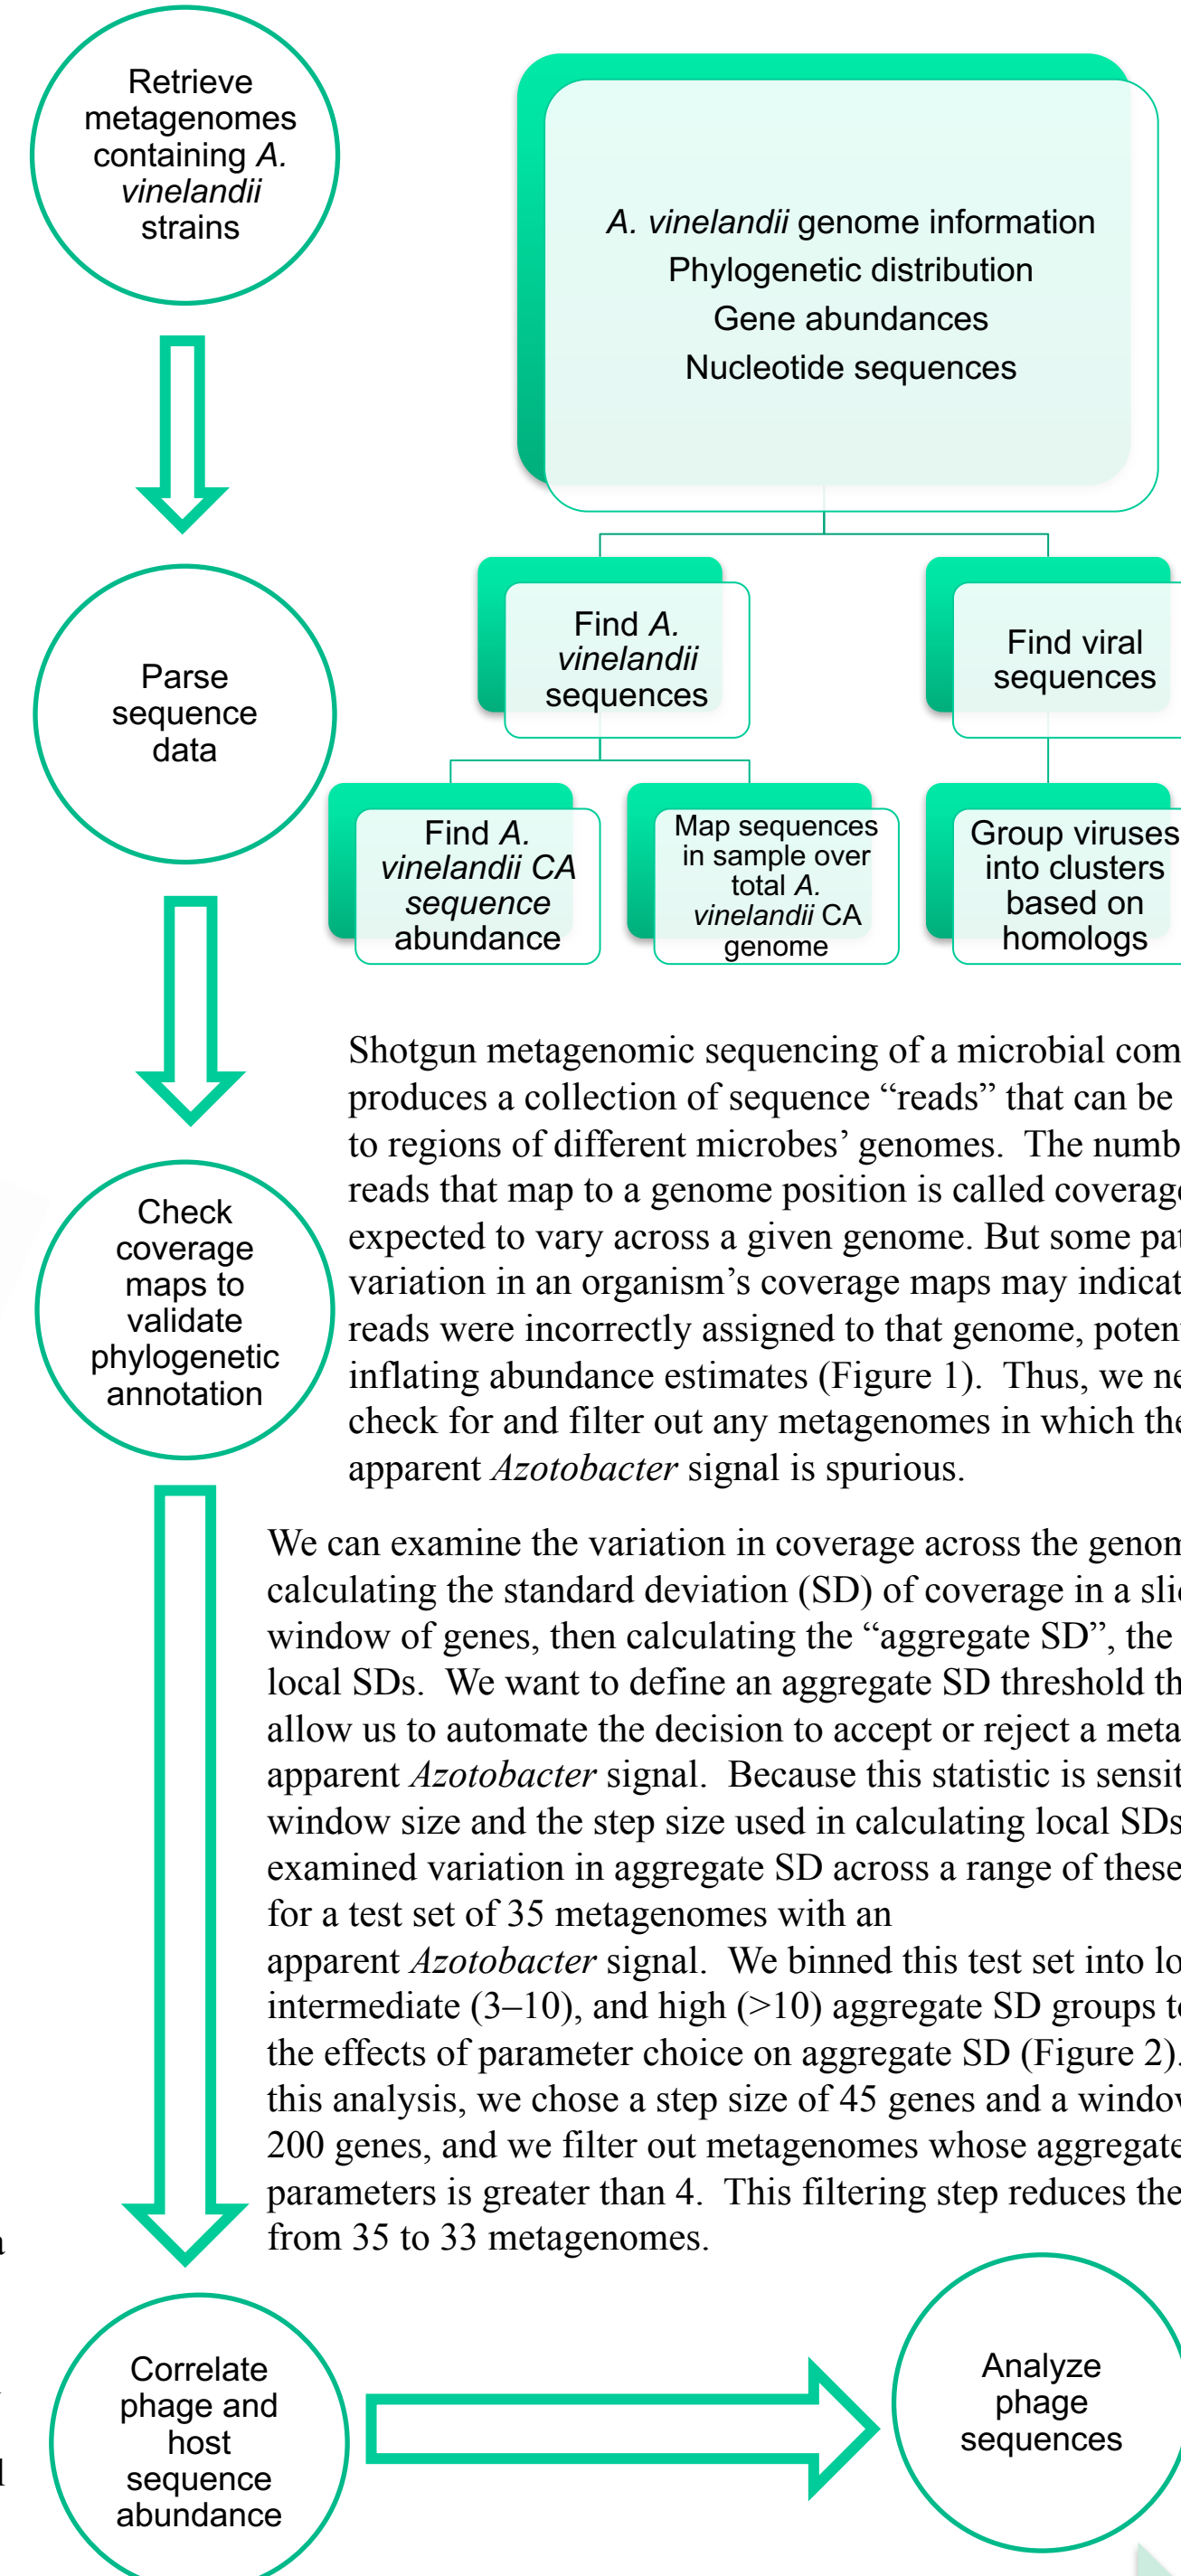 Retrieve
metagenomes
containing A.
vinelandii
strains
A. vinelandii genome information
Phylogenetic distribution
Gene abundances
Nucleotide sequences
Parse
sequence
data
Find A.
vinelandii
sequences
Find viral
sequences
Find A.
vinelandii CA
sequence
abundance
Map sequences
in sample over
total A.
vinelandii CA
genome
Group viruses
into clusters
based on
homologs
Check
coverage
maps to
validate
phylogenetic
annotation
Shotgun metagenomic sequencing of a microbial com
produces a collection of sequence “reads” that can be
to regions of different microbes’ genomes. The numb
reads that map to a genome position is called coverage
expected to vary across a given genome. But some pat
variation in an organism’s coverage maps may indicat
reads were incorrectly assigned to that genome, poten
inflating abundance estimates (Figure 1). Thus, we ne
check for and filter out any metagenomes in which the
apparent Azotobacter signal is spurious.
We can examine the variation in coverage across the genom
calculating the standard deviation (SD) of coverage in a slid
window of genes, then calculating the “aggregate SD”, the
local SDs. We want to define an aggregate SD threshold th
allow us to automate the decision to accept or reject a meta
apparent Azotobacter signal. Because this statistic is sensit
window size and the step size used in calculating local SDs
examined variation in aggregate SD across a range of these
for a test set of 35 metagenomes with an
apparent Azotobacter signal. We binned this test set into lo
intermediate (3–10), and high (>10) aggregate SD groups to
the effects of parameter choice on aggregate SD (Figure 2).
this analysis, we chose a step size of 45 genes and a window
200 genes, and we filter out metagenomes whose aggregate
parameters is greater than 4. This filtering step reduces the
from 35 to 33 metagenomes.
a
Correlate
phage and
host
sequence
abundance
Analyze
phage
sequences